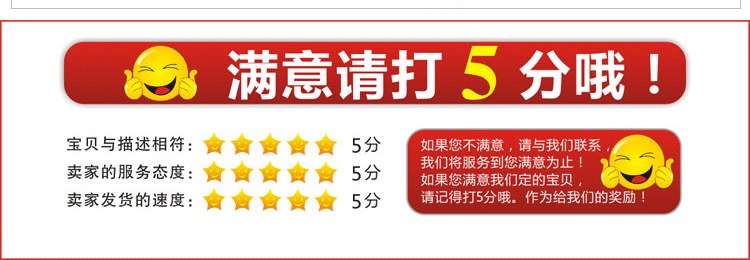 满意请打 5 分哦！
宝贝与描述相符： 5分
卖家的服务态度： 5分
卖家发货的速度： 5分
如果您不满意，请与我们联系，
我们将服务到您满意为止！
如果您满意我们定的宝贝，
请记得打5分哦。作为给我们的奖励！